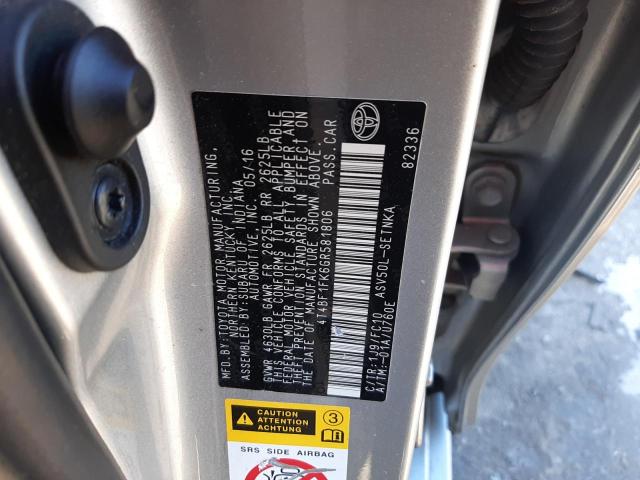 MFD.BY:TOYOTA MOTOR MANUFACTURING,
NORTHERN KENTUCKY, INC.
ASSEMBLED BY:SUBARU OF INDIANA
AUTOMOTIVE, INC. 05/16
GVWR 4630LB GAWR FR 2625LB RR 2625LB
THIS VEHICLE CONFORMS TO ALL APPLICABLE
FEDERAL MOTOR VEHICLE SAFETY, BUMPER AND
THEFT PREVENTION STANDARDS IN EFFECT ON
THE DATE OF MANUFACTURE SHOWN ABOVE.
4T4BF1FK6GR581806 PASS.CAR
C/TR:1J9/FC10 ASV50L-SETNKA
A/TM:-01A/U760E 82336
CAUTION
ATTENTION
ACHTUNG
3
SRS SIDE AIRBAG